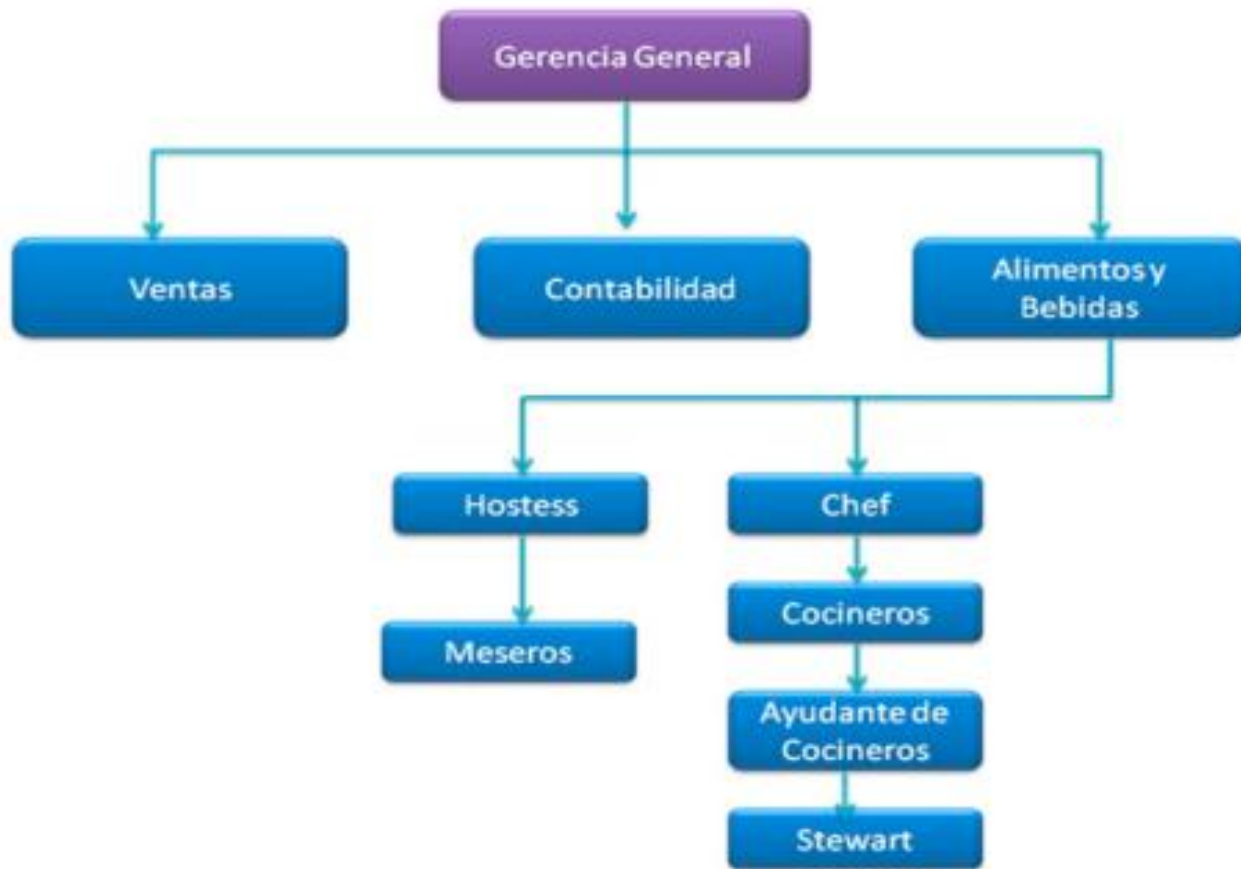 Gerencia General
Ventas
Contabilidad
Alimentos y
Bebidas
Hostess
Chef
Meseros
Cocineros
Ayudante de
Cocineros
Stewart